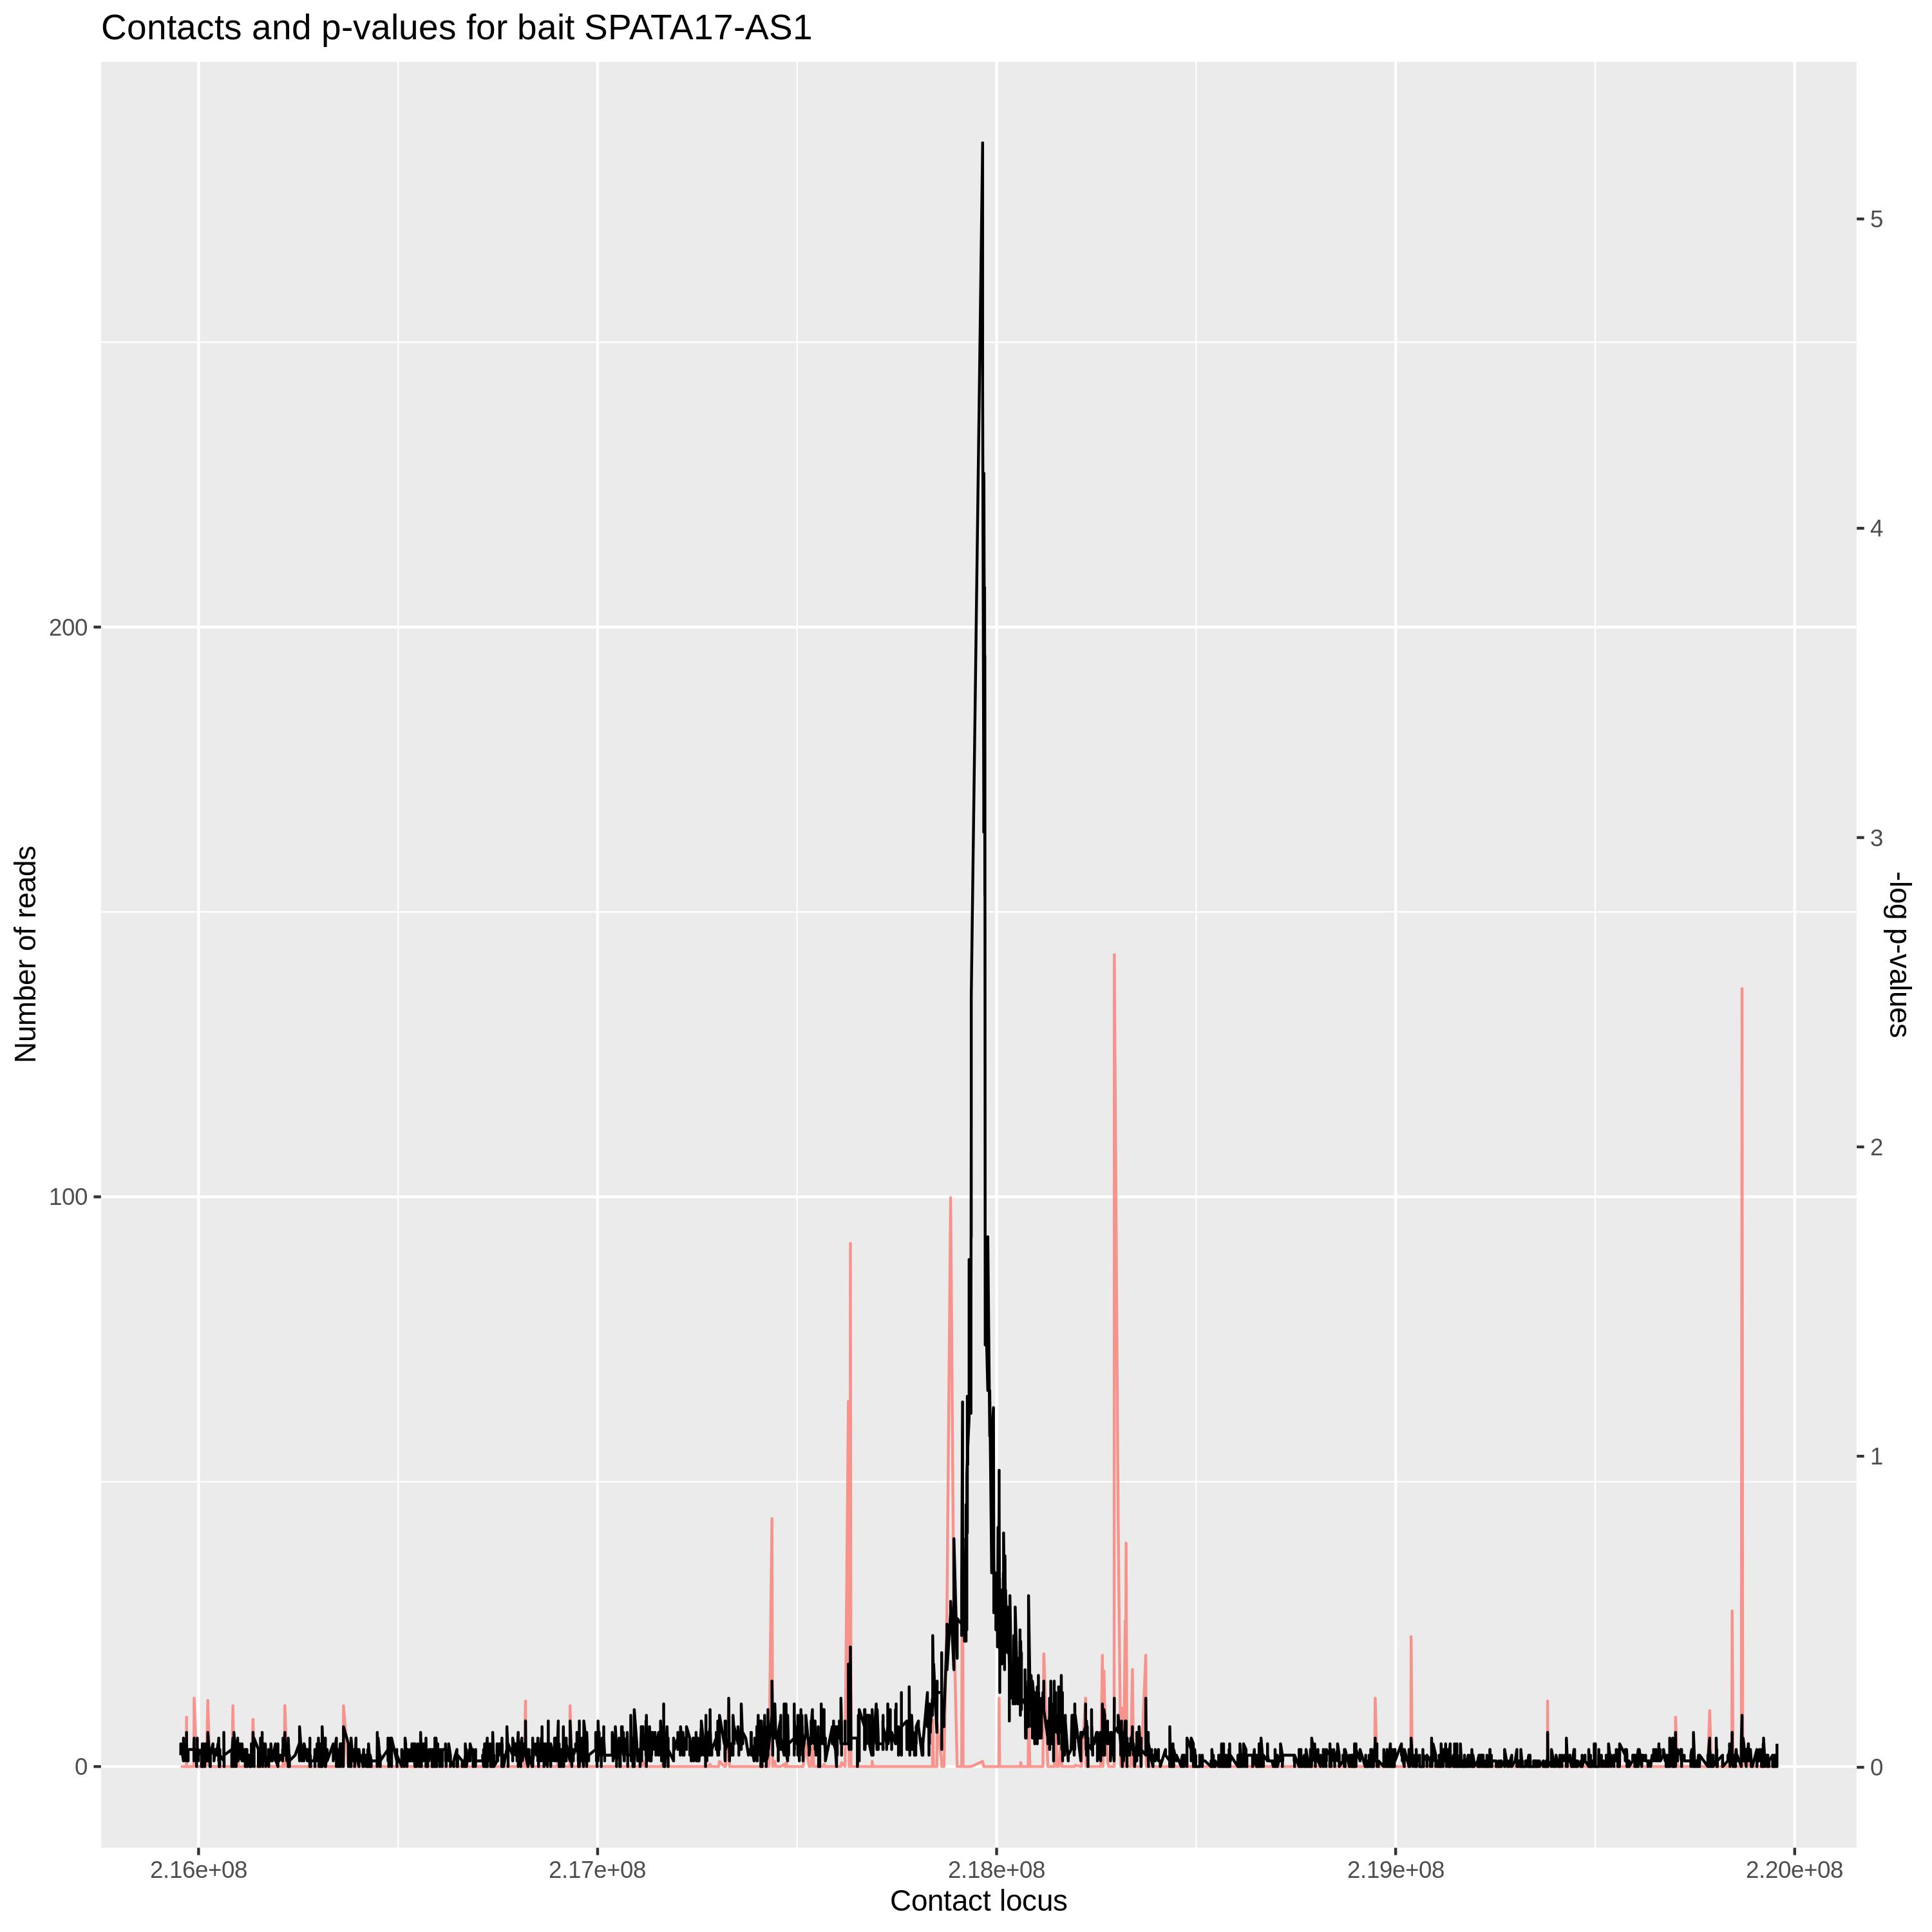 Contacts and p-values for bait SPATA17-AS1
Number of reads
200
100
0
5
4
3
2
1
0
-log p-values
2.16e+08
2.17e+08
2.18e+08
2.19e+08
2.20e+08
Contact locus